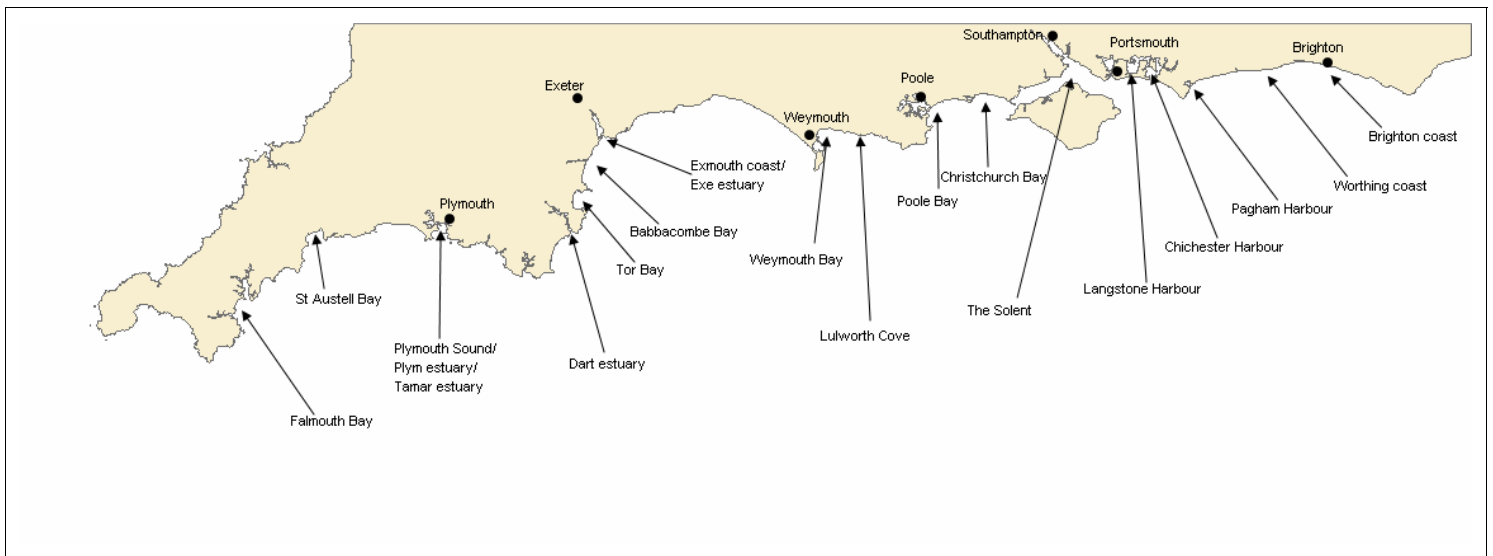 Southampton
Portsmouth
Brighton
Poole
Exeter
Weymouth
Brighton coast
Exmouth coast/
Exe estuary
Christchurch Bay
Worthing coast
Poole Bay
Plymouth
Pagham Harbour
Babbacombe Bay
Chichester Harbour
Weymouth Bay
Tor Bay
Langstone Harbour
St Austell Bay
The Solent
Lulworth Cove
Plymouth Sound/
Plym estuary/
Tamar estuary
Dart estuary
Falmouth Bay